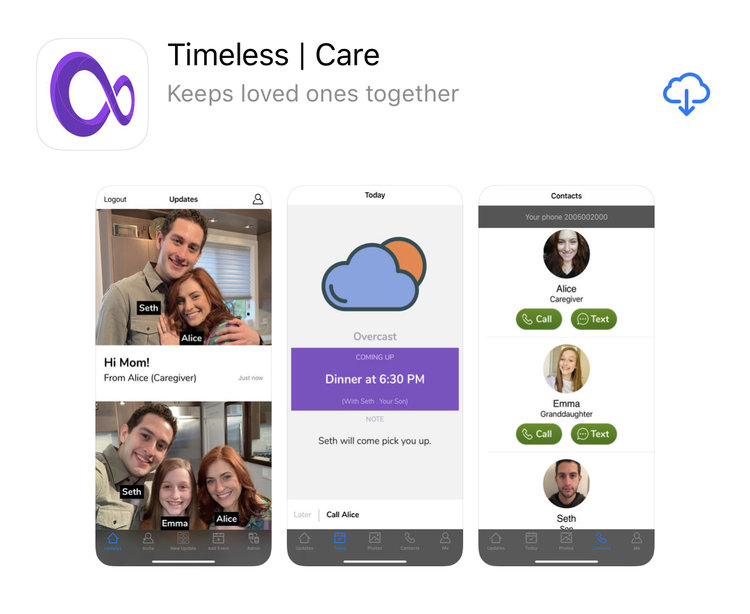 Timeless | Care
Keeps loved ones together
Logout
Updates
Seth
Alice
Hi Mom!
From Alice (Caregiver)
Just now
Seth
Emma
Alice
Updates
Invite
New Update
Add Event
Admin
Today
Overcast
COMING UP
Dinner at 6:30 PM
(With Seth . Your Son)
NOTE
Seth will come pick you up.
Later
Call Alice
Updates
Today
Photos
Contacts
Me
Contacts
Your phone 2005002000
Alice
Caregiver
Call
Text
Emma
Granddaughter
Call
Text
Seth
Son
Updates
Today
Photos
Contacts
Me